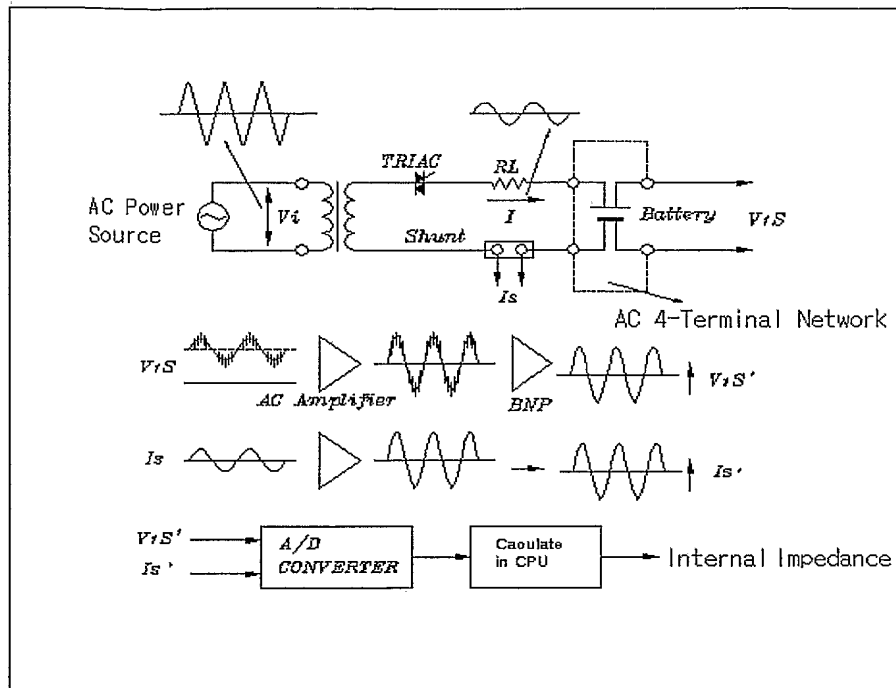 TRIAC
RL
AC Power
Source
Vi
I
Battery
VtS
Shunt
Is
AC 4-Terminal Network
VtS
AC Amplifier
BNP
VtS'
Is
Is'
VtS'
Is'
A/D
CONVERTER
Caoulate
in CPU
Internal Impedance